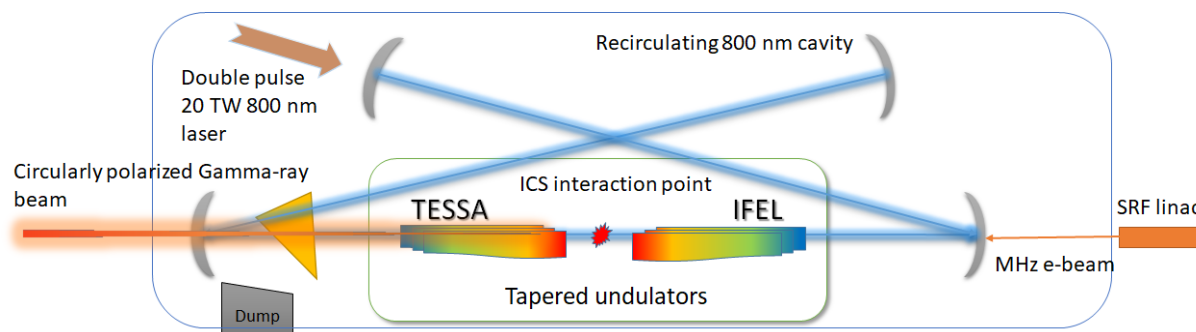 Recirculating 800 nm cavity
Double pulse
20 TW 800 nm
laser
Circularly polarized Gamma-ray
beam
ICS interaction point
TESSA
IFEL
SRF linac
MHz e-beam
Tapered undulators
Dump